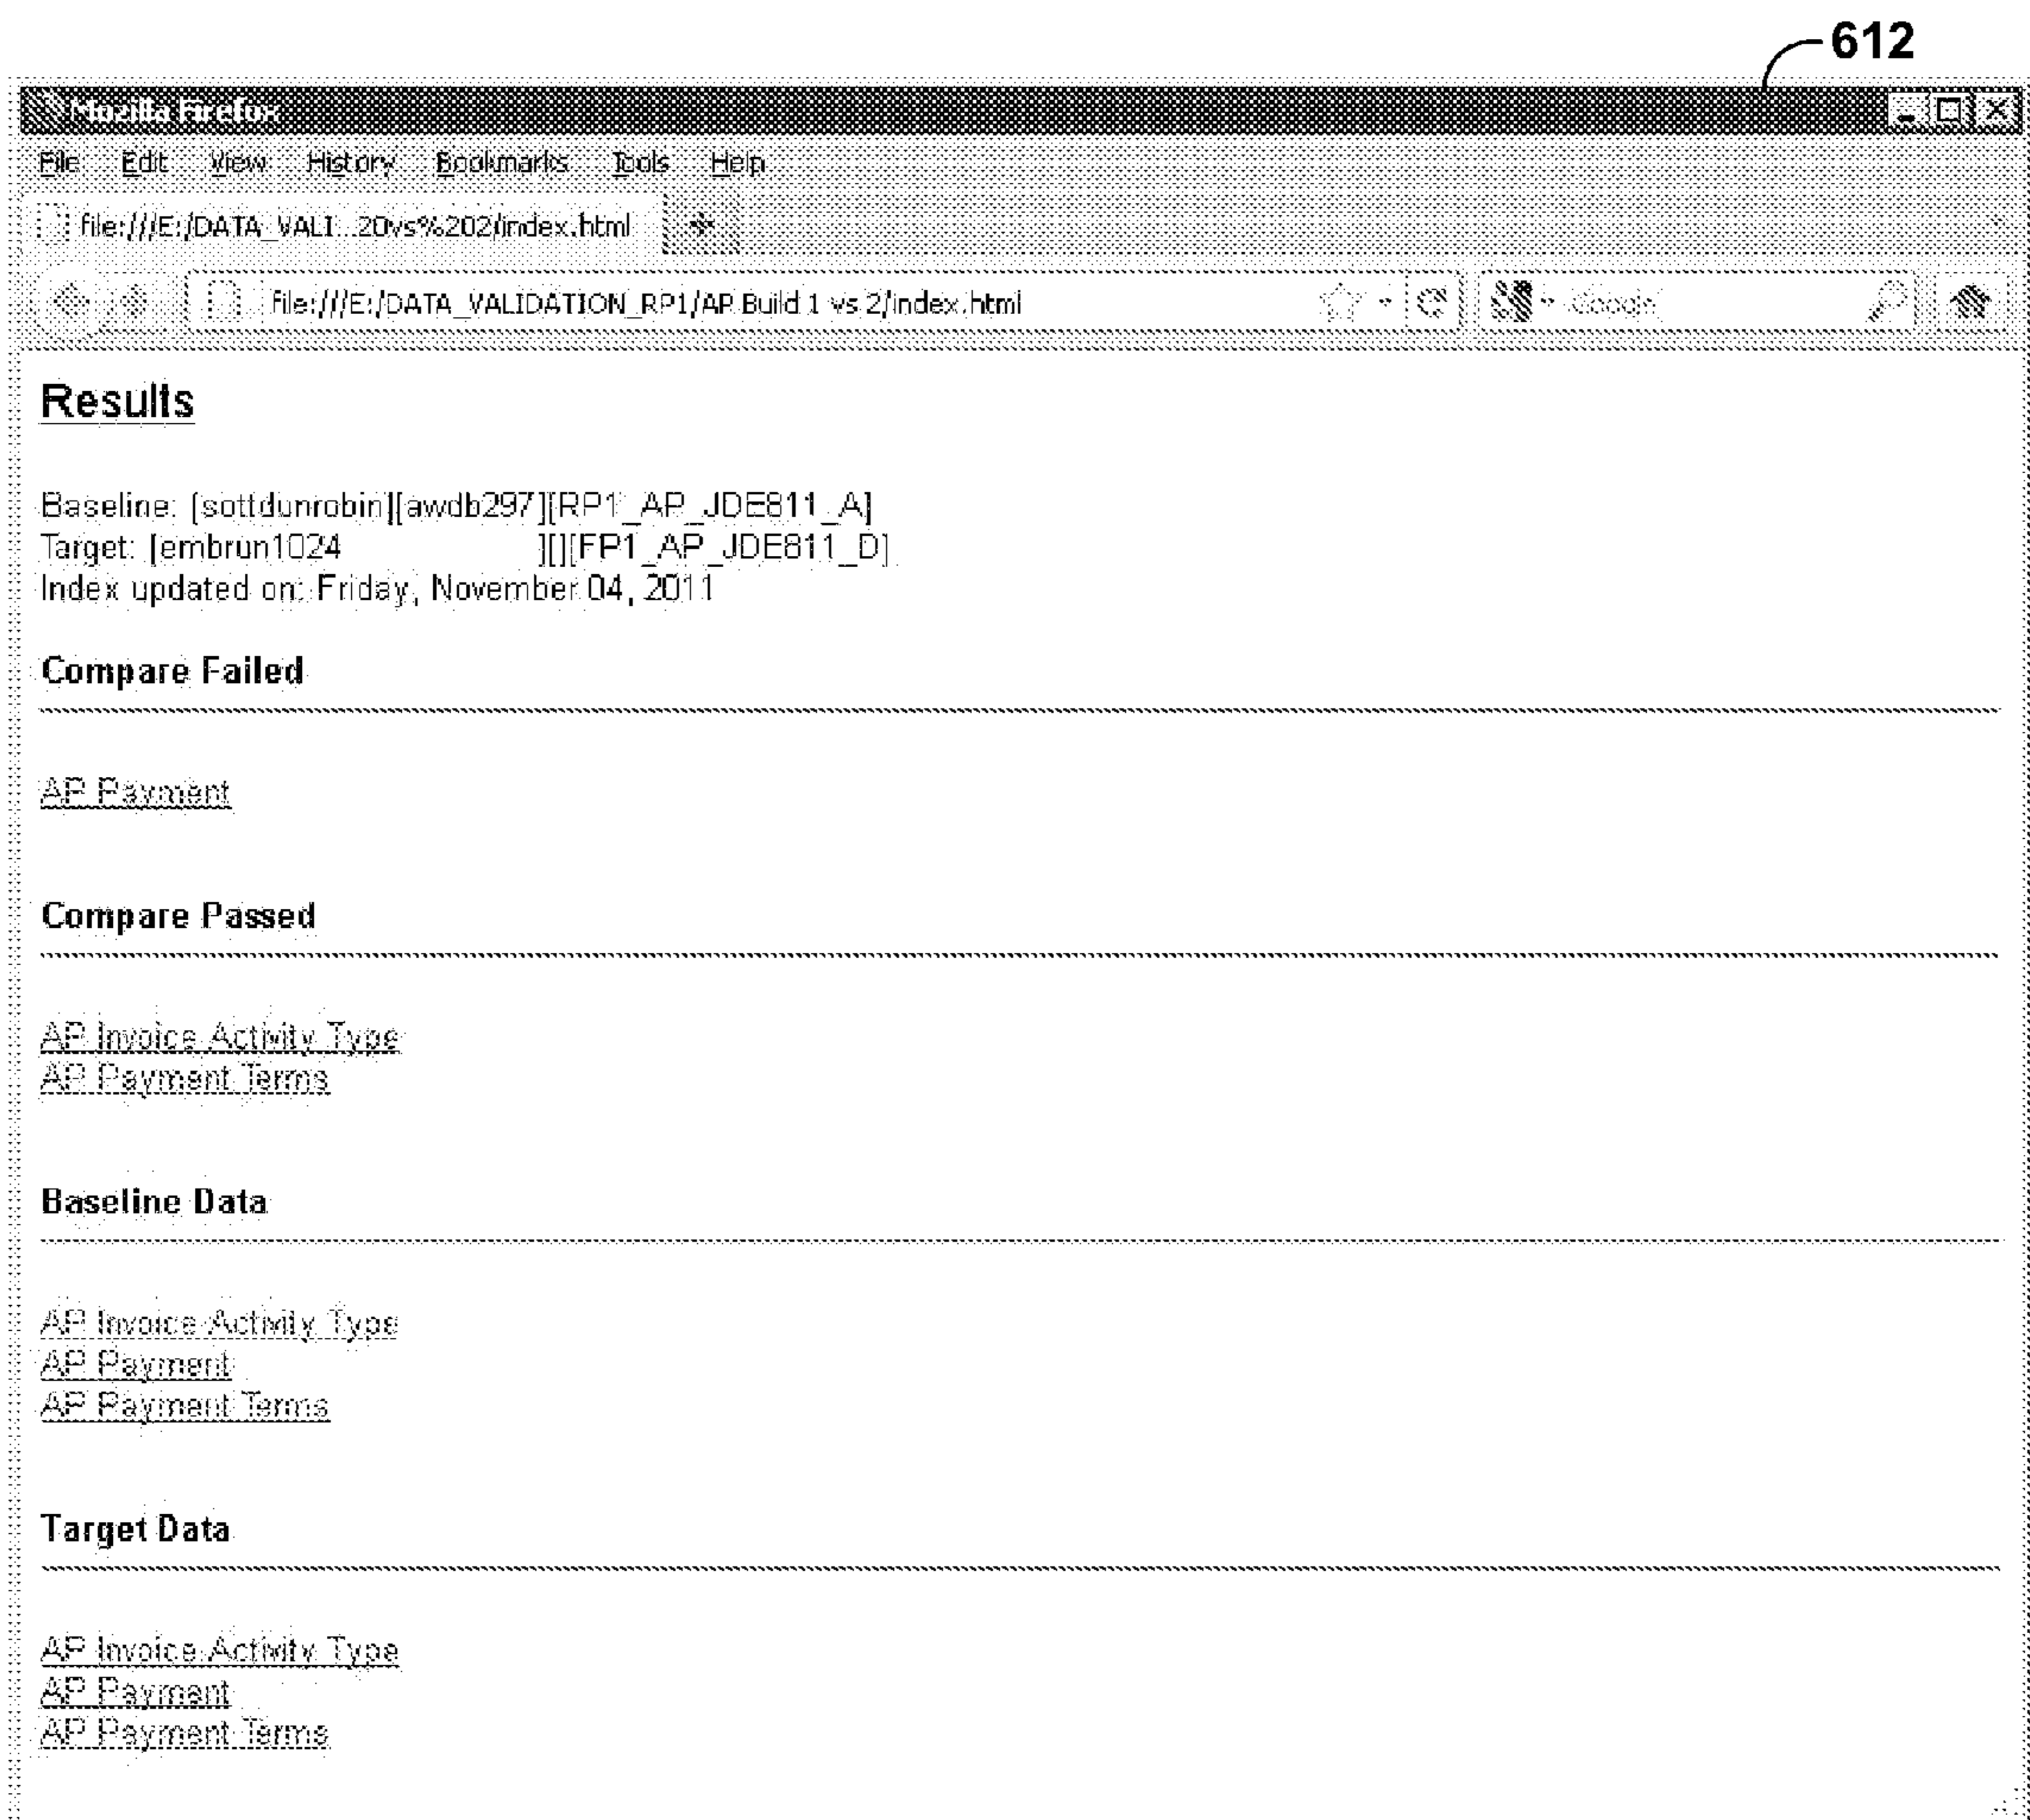 612
Mozilla Firefox
File Edit View History Bookmarks Tools Help
file:///E:/DATA_VALI...20vs%202/index.html
file:///E:/DATA_VALIDATION_RP1/AP Build 1 vs 2/index.html Google
Results
Baseline: [sottdunrobin][awdb297][RP1_AP_JDE811_A]
Target: [embrun1024 ][][FP1_AP_JDE811_D]
Index updated on: Friday, November 04, 2011
Compare Failed
AP Payment
Compare Passed
AP Invoice Activity Type
AP Payment Terms
Baseline Data
AP Invoice Activity Type
AP Payment
AP Payment Terms
Target Data
AP Invoice Activity Type
AP Payment
AP Payment Terms